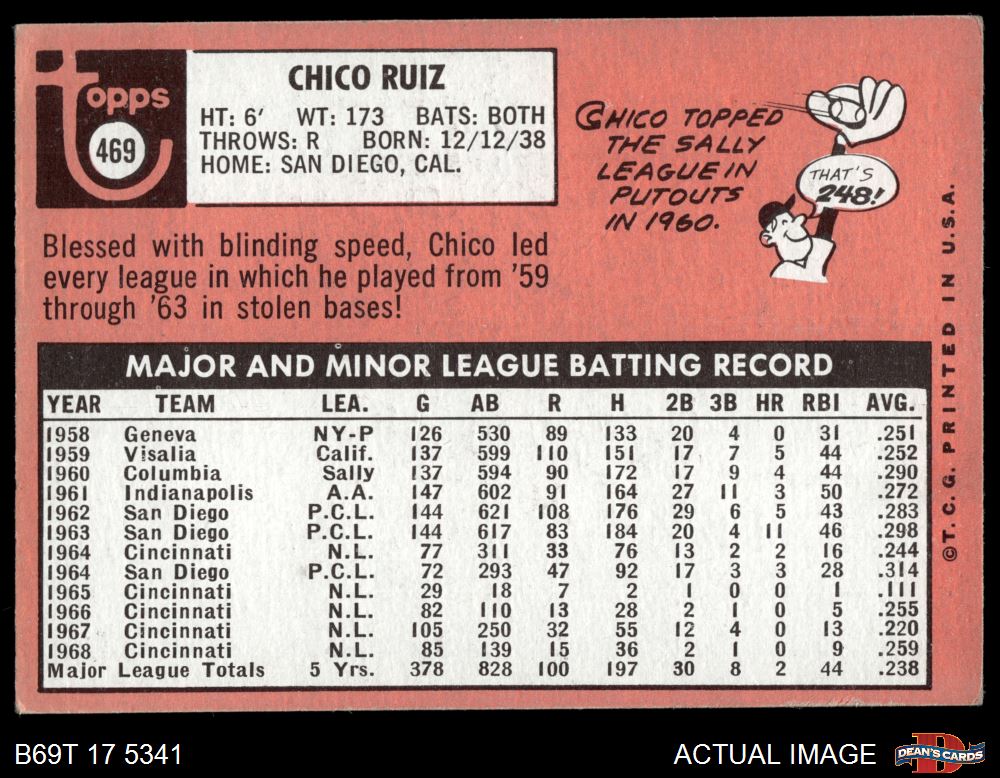 topps
469
CHICO RUIZ
HT: 6' WT: 173 BATS: BOTH
THROWS: R BORN: 12/12/38
HOME: SAN DIEGO, CAL.
CHICO TOPPED
THE SALLY
LEAGUE IN
PUTOUTS
IN 1960.
THAT'S
248!
Blessed with blinding speed, Chico led
every league in which he played from '59
through '63 in stolen bases!
MAJOR AND MINOR LEAGUE BATTING RECORD
YEAR TEAM LEA. G AB R H 2B 3B HR RBI AVG.
1958 Geneva NY-P 126 530 89 133 20 4 0 31 .251
1959 Visalia Calif. 137 599 110 151 17 7 5 44 .252
1960 Columbia Sally 137 594 90 172 17 9 4 44 .290
1961 Indianapolis A.A. 147 602 91 164 27 11 3 50 .272
1962 San Diego P.C.L. 144 621 108 176 29 6 5 43 .283
1963 San Diego P.C.L. 144 617 83 184 20 4 11 46 .298
1964 Cincinnati N.L. 77 311 33 76 13 2 2 16 .244
1964 San Diego P.C.L. 72 293 47 92 17 3 3 28 .314
1965 Cincinnati N.L. 29 18 7 2 1 0 0 1 .111
1966 Cincinnati N.L. 82 110 13 28 2 1 0 5 .255
1967 Cincinnati N.L. 105 250 32 55 12 4 0 13 .220
1968 Cincinnati N.L. 85 139 15 36 2 1 0 9 .259
Major League Totals 5 Yrs. 378 828 100 197 30 8 2 44 .238
© T. C. G. PRINTED IN U.S.A.
B69T 17 5341
ACTUAL IMAGE
DEAN'S CARDS